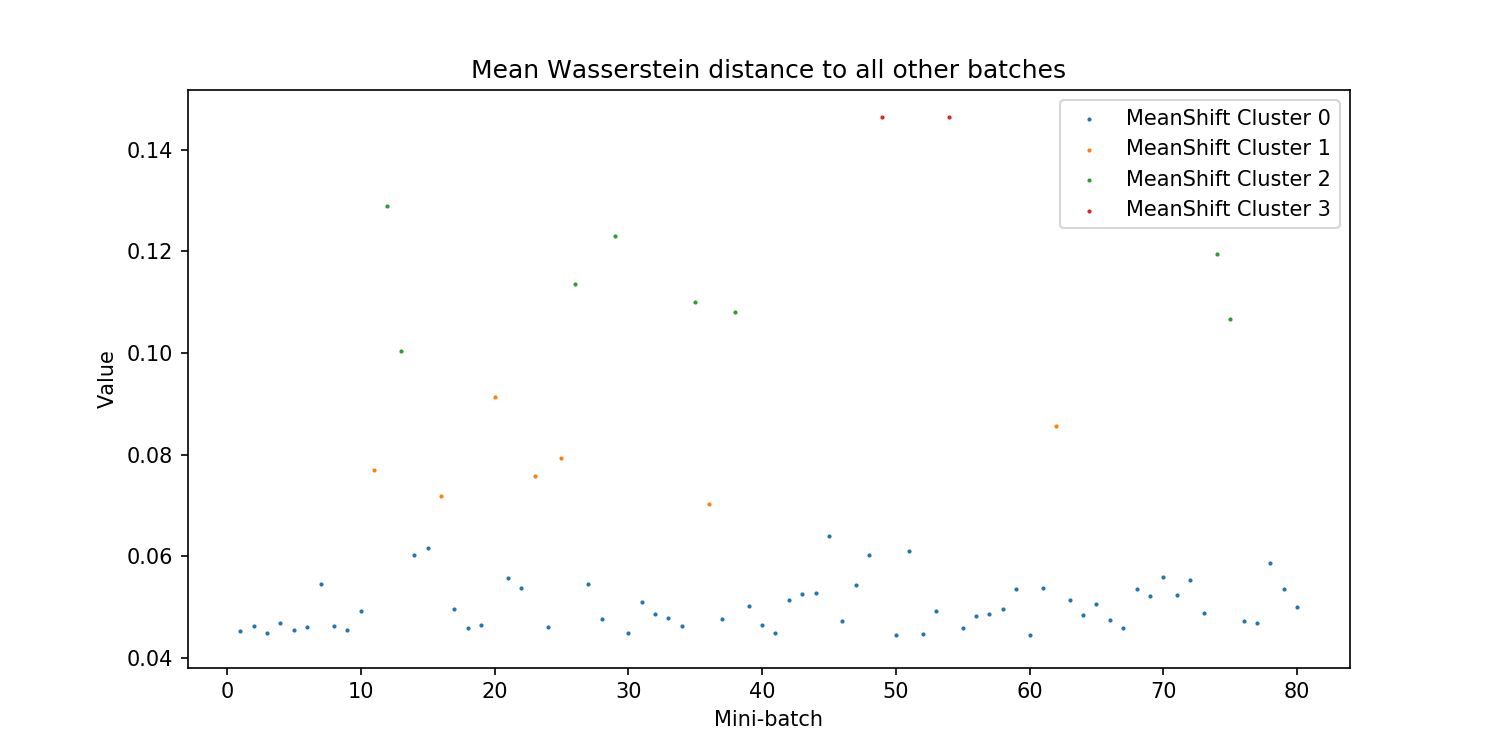 Mean Wasserstein distance to all other batches
MeanShift Cluster 0
MeanShift Cluster 1
MeanShift Cluster 2
MeanShift Cluster 3
Value
0.14
0.12
0.10
0.08
0.06
0.04
0 10 20 30 40 50 60 70 80
Mini-batch